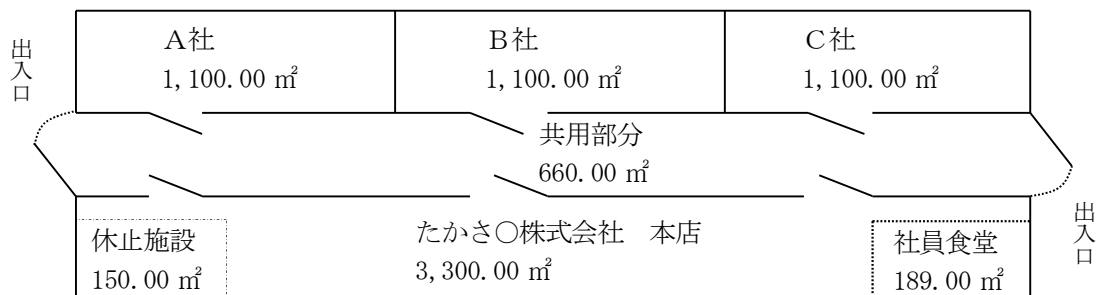 出入口
A社
1,100.00 ㎡
B社
1,100.00 ㎡
C社
1,100.00 ㎡
共用部分
660.00 ㎡
休止施設
150.00 ㎡
たかさ○株式会社　本店
3,300.00 ㎡
社員食堂
189.00 ㎡
出入口